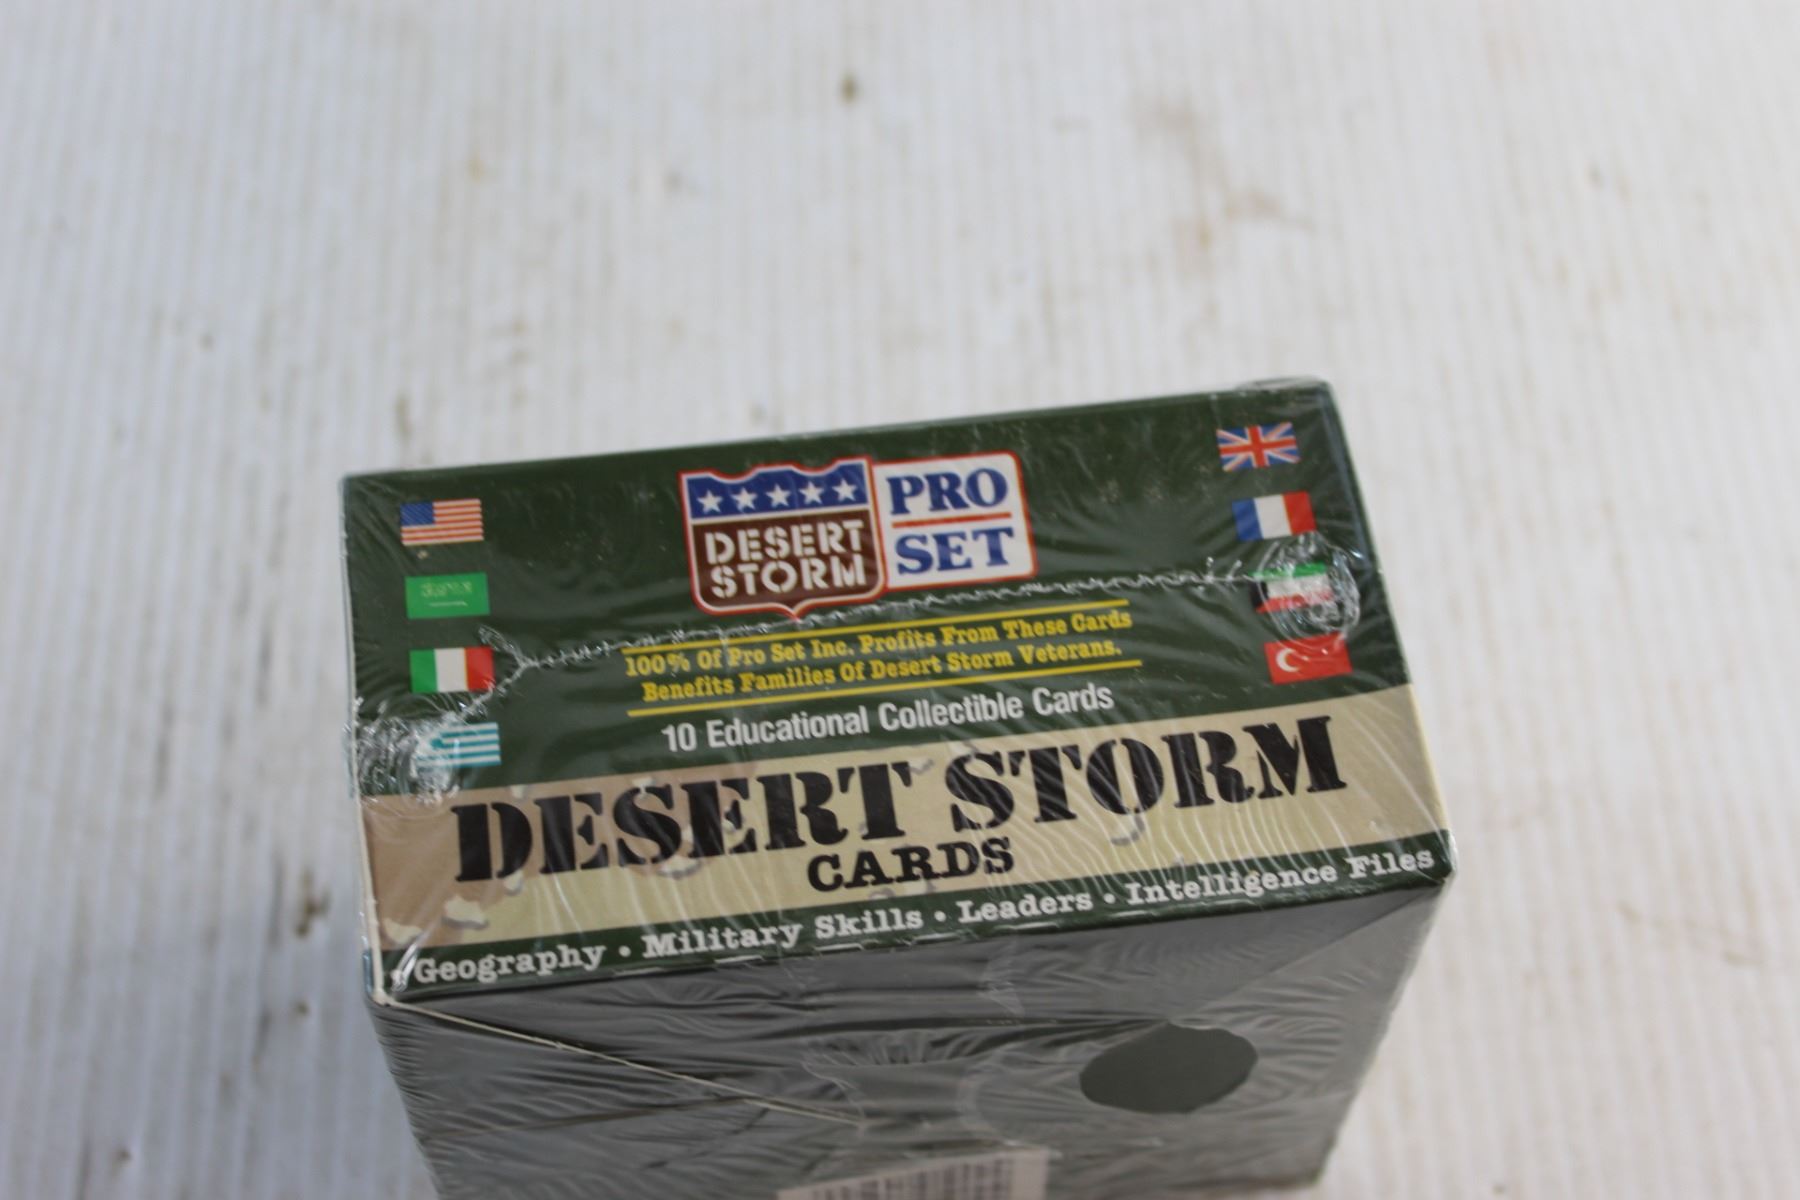 DESERT
STORM
PRO
SET
100% Of Pro Set Inc. Profits From These Cards
Benefits Families Of Desert Storm Veterans.
10 Educational Collectible Cards
DESERT STORM
CARDS
• Geography • Military Skills • Leaders • Intelligence Files